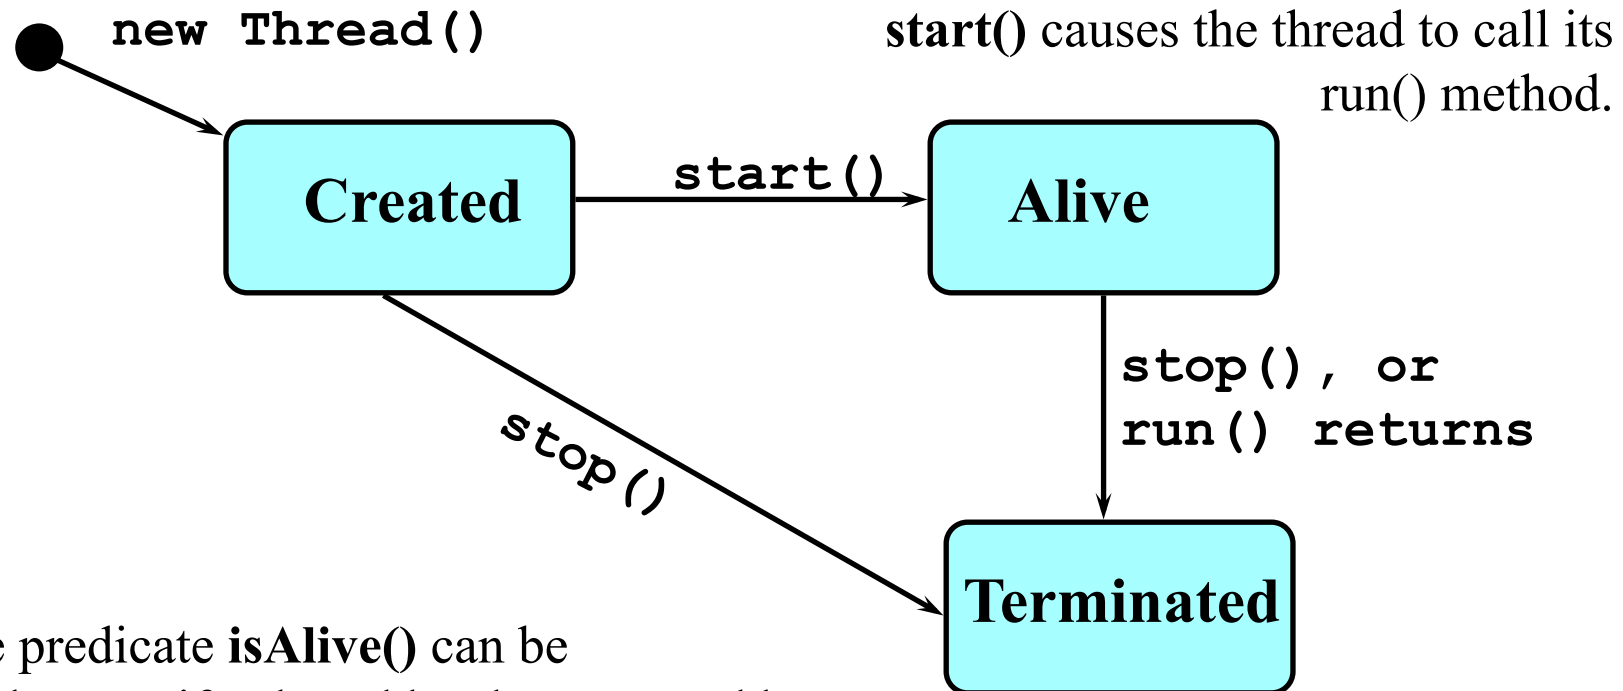 new Thread()
start() causes the thread to call its
run() method.
Created
start()
Alive
stop(), or
run() returns
stop()
Terminated
predicate isAlive() can be